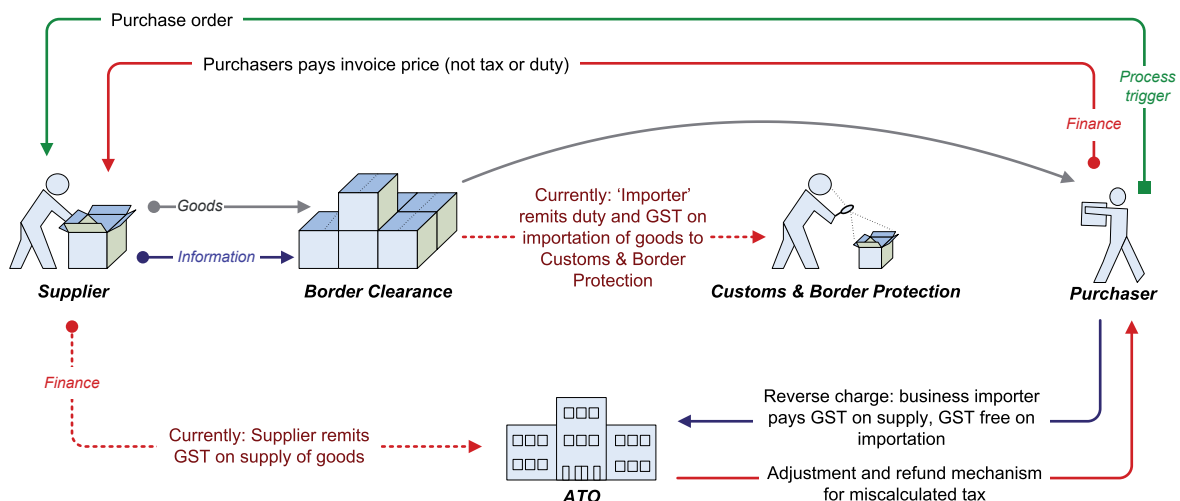 Purchase order
Purchasers pays invoice price (not tax or duty)
Process
trigger
Finance
Goods
Information
Currently: ‘Importer’
remits duty and GST on
importation of goods to
Customs & Border
Protection
Supplier
Border Clearance
Customs & Border Protection
Purchaser
Finance
Currently: Supplier remits
GST on supply of goods
Reverse charge: business importer
pays GST on supply, GST free on
importation
Adjustment and refund mechanism
for miscalculated tax
ATO